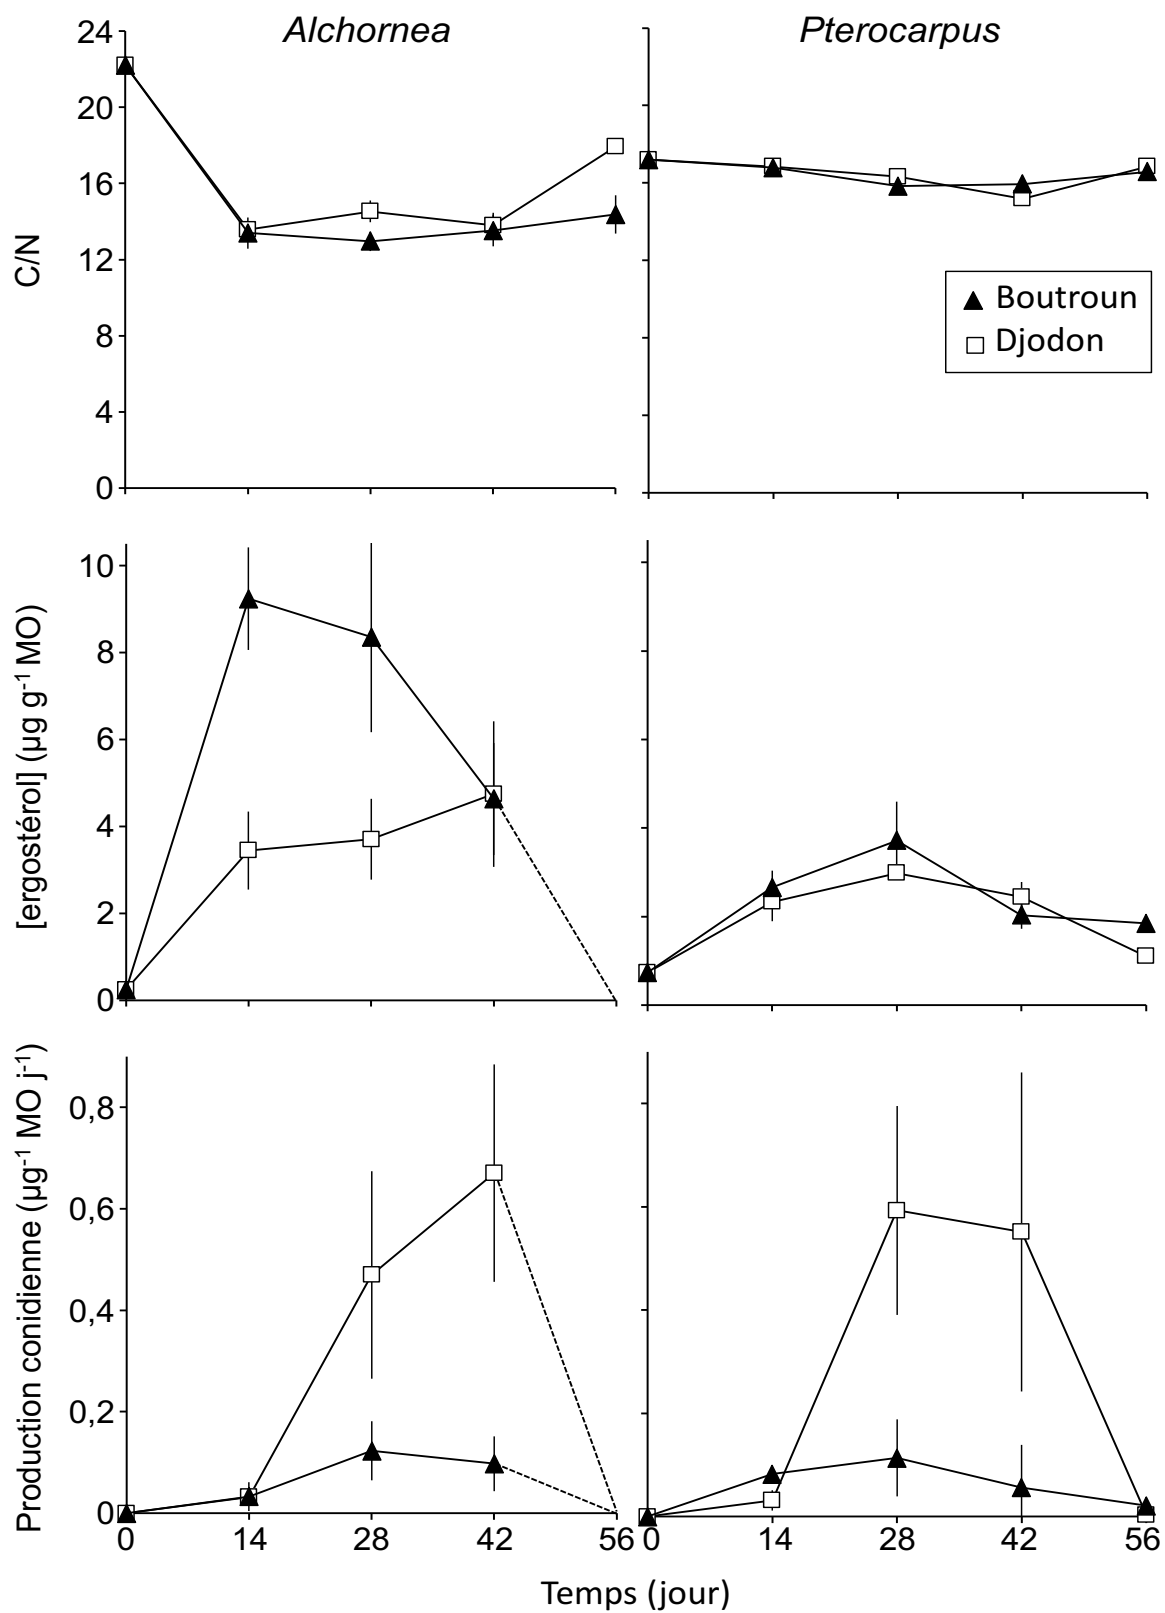 Alchornea
Pterocarpus
24
20
16
12
8
4
0
C/N
Boutroun
Djodon
10
8
6
4
2
0
[ergostérol] (µg g⁻¹ MO)
0,8
0,6
0,4
0,2
0
Production conidienne (µg⁻¹ MO j⁻¹)
0 14 28 42 56 0 14 28 42 56
Temps (jour)